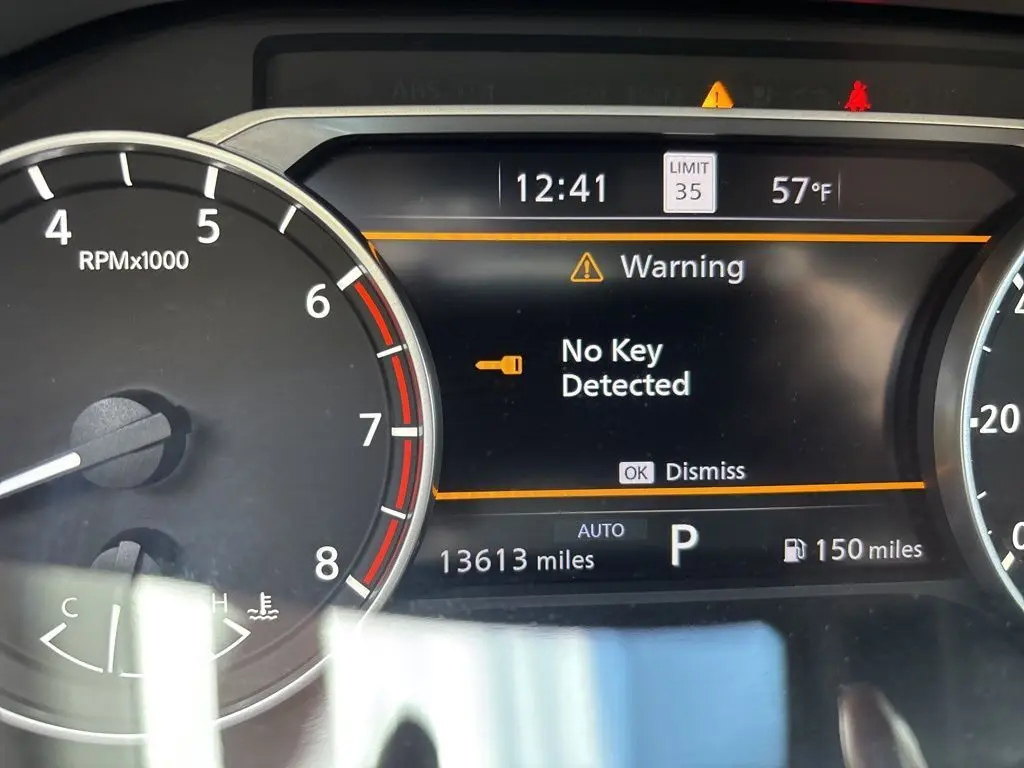 12:41
LIMIT
35
57°F
4
5
RPMx1000
6
7
8
Warning
No Key
Detected
OK Dismiss
AUTO
13613 miles
P
150 miles
20
0
C
H